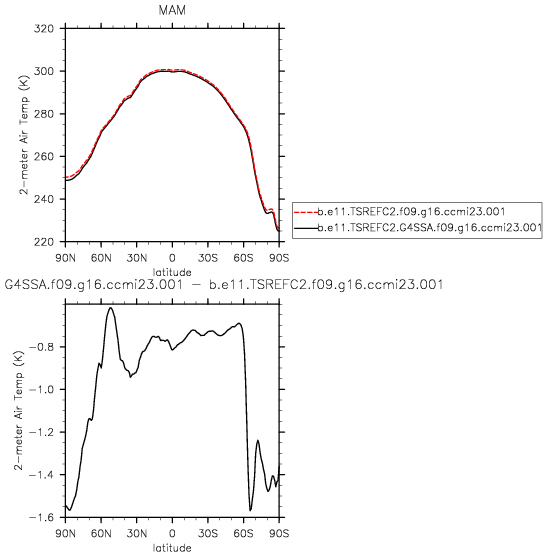 MAM
320
300
280
260
240
220
2-meter Air Temp (K)
90N 60N 30N 0 30S 60S 90S
latitude
b.e11.TSREFC2.f09.g16.ccmi23.001
b.e11.TSREFC2.G4SSA.f09.g16.ccmi23.001
G4SSA.f09.g16.ccmi23.001 - b.e11.TSREFC2.f09.g16.ccmi23.001
-0.8
-1.0
-1.2
-1.4
-1.6
2-meter Air Temp (K)
90N 60N 30N 0 30S 60S 90S
latitude